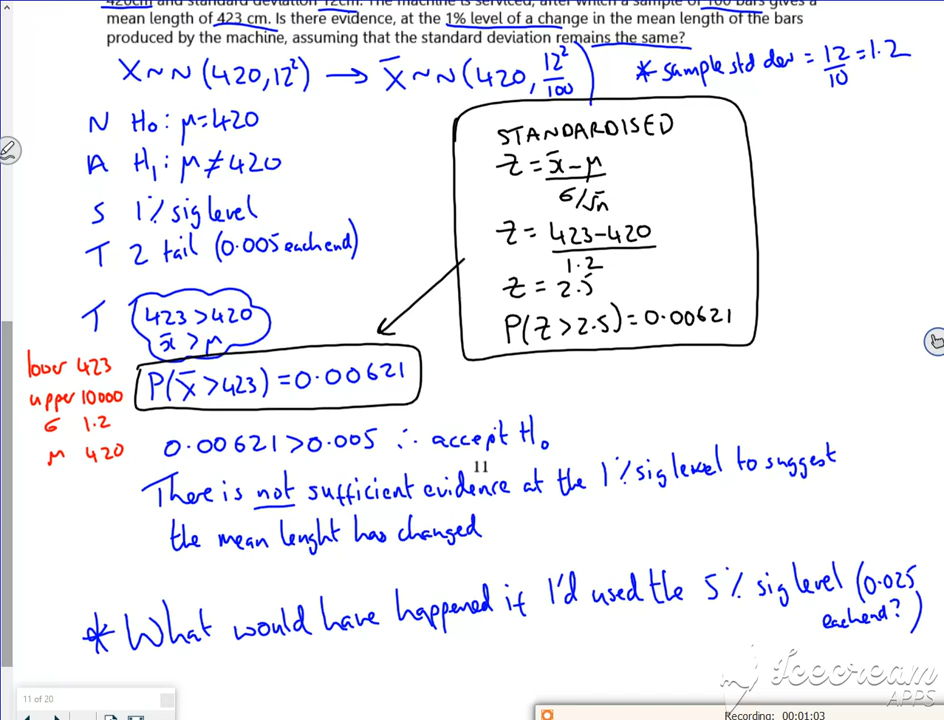 mean length of 423 cm. Is there evidence, at the 1% level of a change in the mean length of the bars
produced by the machine, assuming that the standard deviation remains the same?
X~N(420,12²) → X̄~N(420, 12²/100)
* sample std dev = 12/10 = 1.2
N H₀: μ=420
A H₁: μ≠420
S 1% sig level
T 2 tail (0.005 each end)
T 423>420
x̄ > μ
STANDARDISED
Z = x̄-μ / σ/√n
Z = 423-420 / 1.2
Z = 2.5
P(Z>2.5)=0.00621
lower 423
upper 10000
σ 1.2
μ 420
P(X̄>423)=0.00621
0.00621>0.005 ∴ accept H₀
11
There is not sufficient evidence at the 1% sig level to suggest
the mean lenght has changed
* What would have happened if I'd used the 5% sig level (0.025
each end?)
Icecream
APPS
11 of 20
Recording: 00:01:03